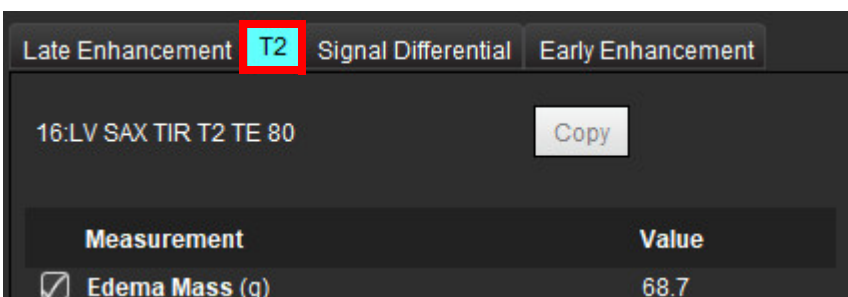 Late Enhancement T2 Signal Differential Early Enhancement
16:LV SAX TIR T2 TE 80 Copy
Measurement Value
Edema Mass (g) 68.7